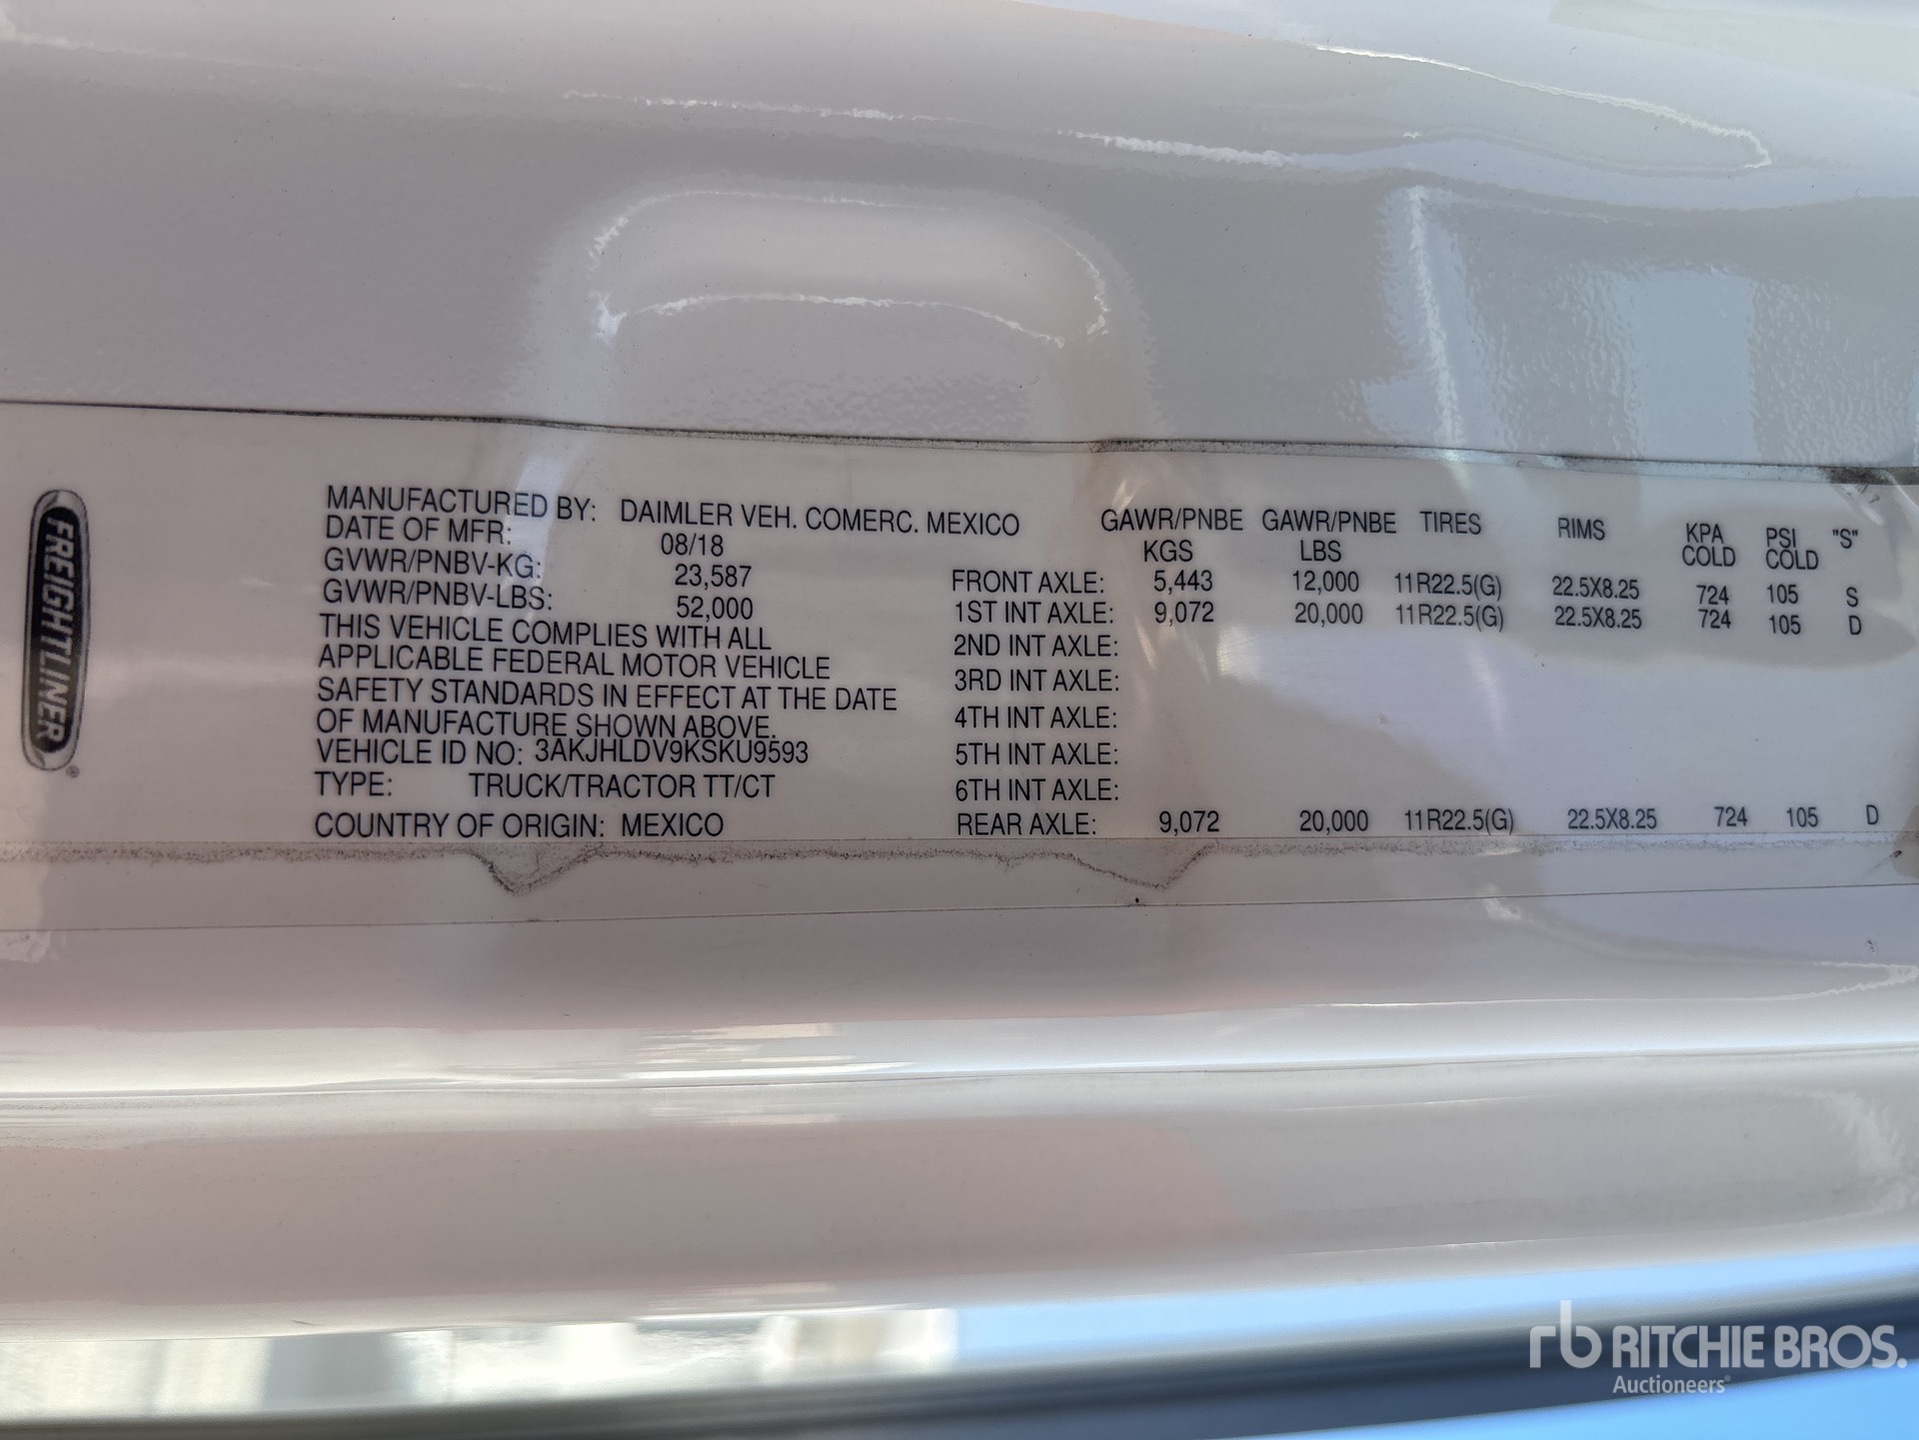 FREIGHTLINER®
MANUFACTURED BY: DAIMLER VEH. COMERC. MEXICO
DATE OF MFR: 08/18
GVWR/PNBV-KG: 23,587
GVWR/PNBV-LBS: 52,000
THIS VEHICLE COMPLIES WITH ALL
APPLICABLE FEDERAL MOTOR VEHICLE
SAFETY STANDARDS IN EFFECT AT THE DATE
OF MANUFACTURE SHOWN ABOVE.
VEHICLE ID NO: 3AKJHLDV9KSKU9593
TYPE: TRUCK/TRACTOR TT/CT
COUNTRY OF ORIGIN: MEXICO
GAWR/PNBE GAWR/PNBE TIRES RIMS KPA PSI "S"
KGS LBS COLD COLD
FRONT AXLE: 5,443 12,000 11R22.5(G) 22.5X8.25 724 105 S
1ST INT AXLE: 9,072 20,000 11R22.5(G) 22.5X8.25 724 105 D
2ND INT AXLE:
3RD INT AXLE:
4TH INT AXLE:
5TH INT AXLE:
6TH INT AXLE:
REAR AXLE: 9,072 20,000 11R22.5(G) 22.5X8.25 724 105 D
rb RITCHIE BROS.
Auctioneers®